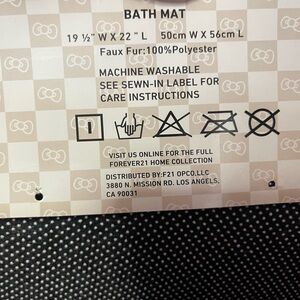 BATH MAT
19 ½" W X 22 " L    50cm W X 56cm L
Faux Fur:100%Polyester
MACHINE WASHABLE
SEE SEWN-IN LABEL FOR
CARE INSTRUCTIONS
VISIT US ONLINE FOR THE FULL
FOREVER21 HOME COLLECTION
DISTRIBUTED BY:F21 OPCO,LLC
3880 N. MISSION RD. LOS ANGELES,
CA 90031